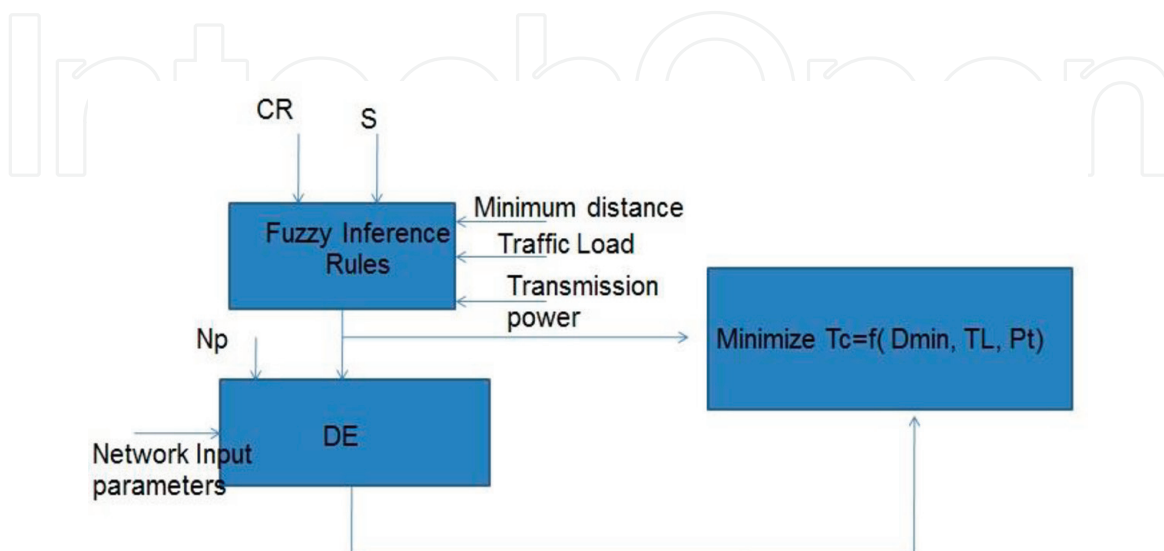 IntechOpen
CR
S
Fuzzy Inference
Rules
Minimum distance
Traffic Load
Transmission
power
Np
DE
Network Input
parameters
Minimize Tc=f( Dmin, TL, Pt)